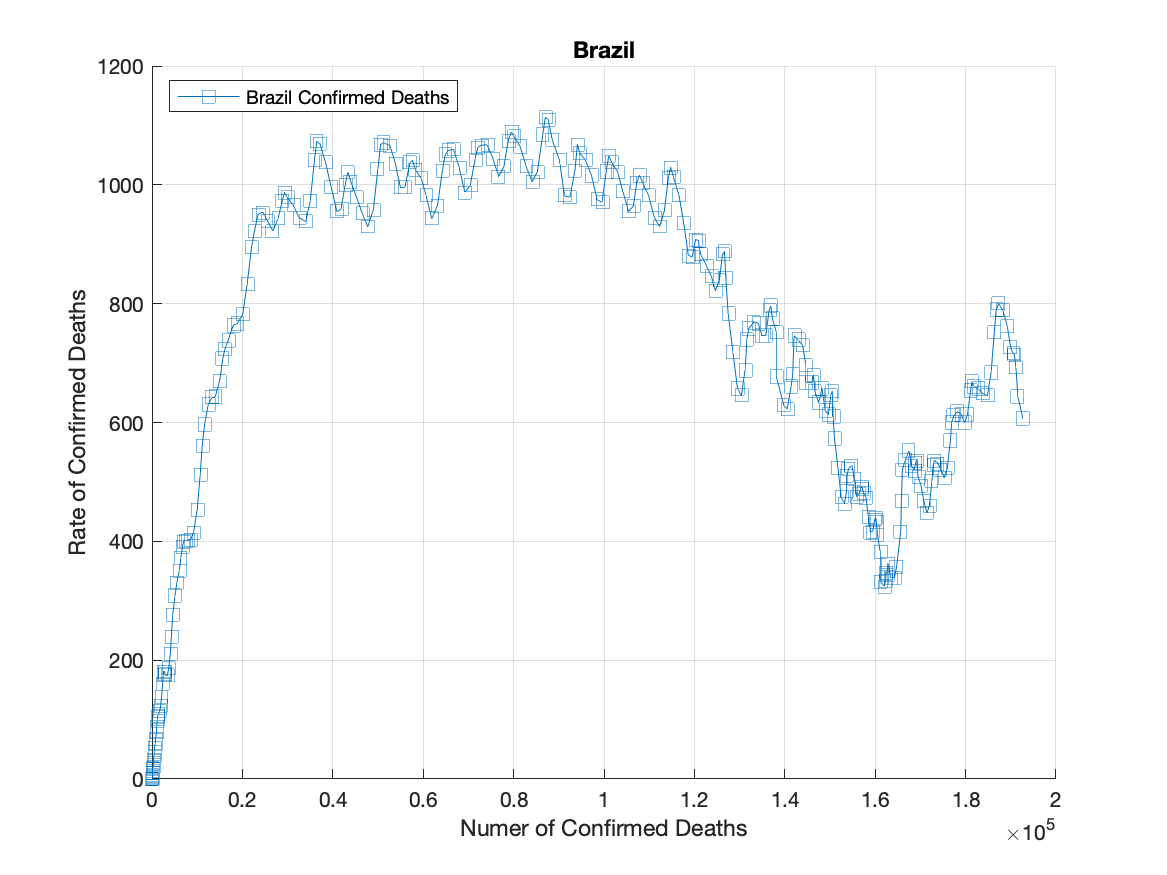 Brazil
Brazil Confirmed Deaths
1200
1000
800
600
400
200
0
Rate of Confirmed Deaths
0 0.2 0.4 0.6 0.8 1 1.2 1.4 1.6 1.8 2
Numer of Confirmed Deaths
×10^5